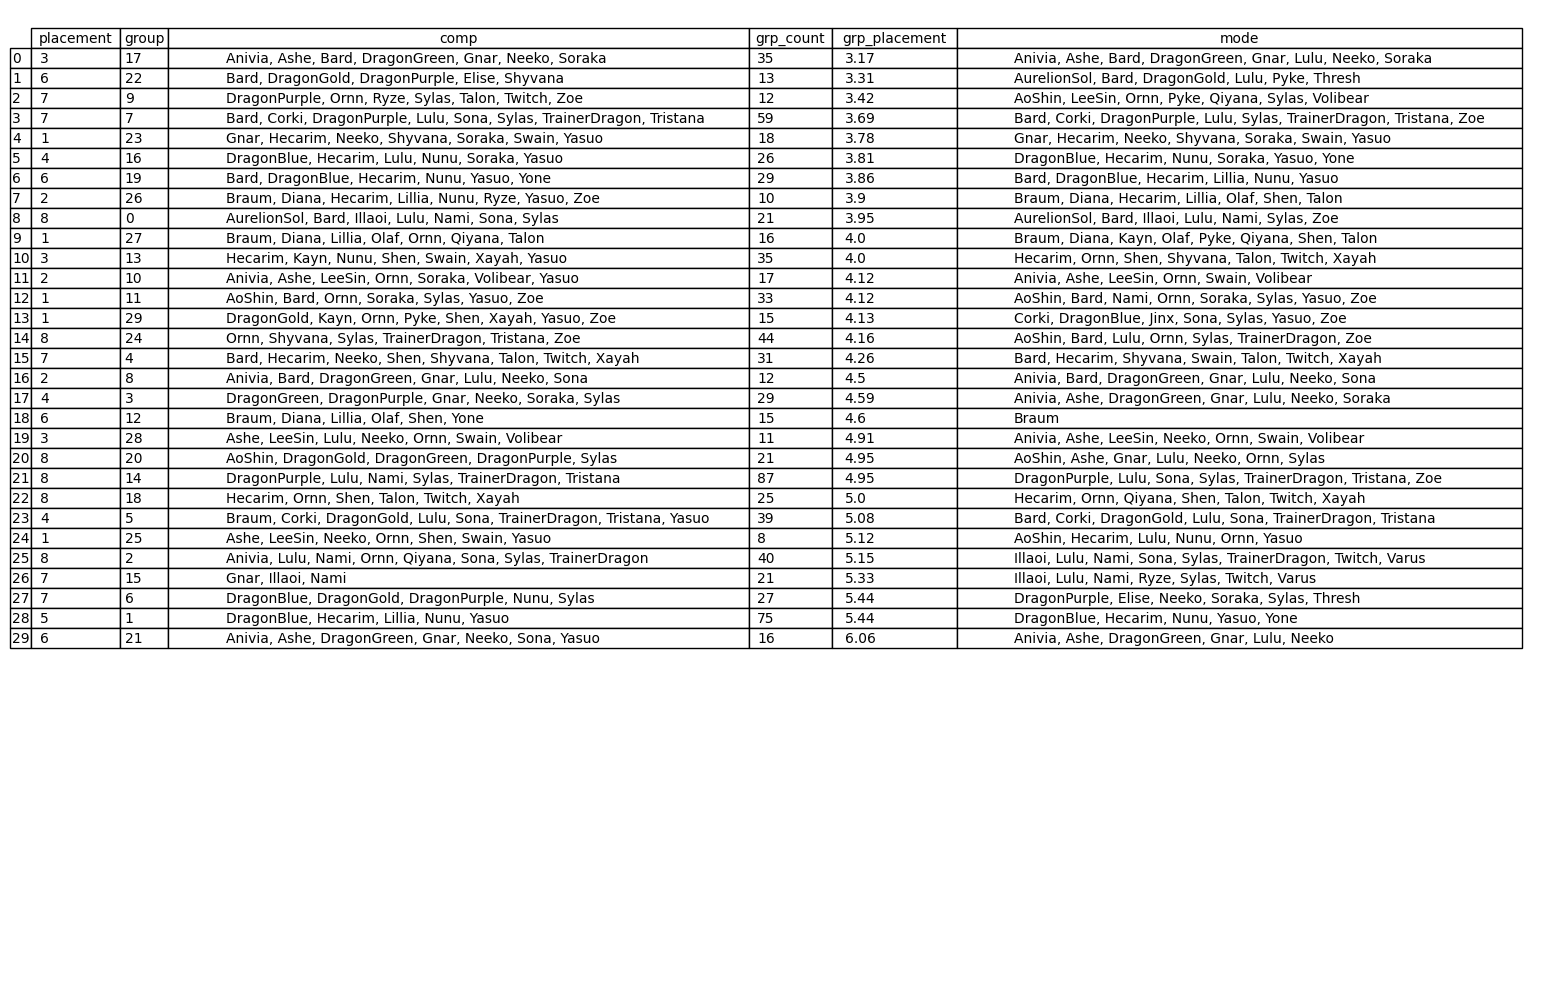 placement group comp grp_count grp_placement mode
0 3 17 Anivia, Ashe, Bard, DragonGreen, Gnar, Neeko, Soraka 35 3.17 Anivia, Ashe, Bard, DragonGreen, Gnar, Lulu, Neeko, Soraka
1 6 22 Bard, DragonGold, DragonPurple, Elise, Shyvana 13 3.31 AurelionSol, Bard, DragonGold, Lulu, Pyke, Thresh
2 7 9 DragonPurple, Ornn, Ryze, Sylas, Talon, Twitch, Zoe 12 3.42 AoShin, LeeSin, Ornn, Pyke, Qiyana, Sylas, Volibear
3 7 7 Bard, Corki, DragonPurple, Lulu, Sona, Sylas, TrainerDragon, Tristana 59 3.69 Bard, Corki, DragonPurple, Lulu, Sylas, TrainerDragon, Tristana, Zoe
4 1 23 Gnar, Hecarim, Neeko, Shyvana, Soraka, Swain, Yasuo 18 3.78 Gnar, Hecarim, Neeko, Shyvana, Soraka, Swain, Yasuo
5 4 16 DragonBlue, Hecarim, Lulu, Nunu, Soraka, Yasuo 26 3.81 DragonBlue, Hecarim, Nunu, Soraka, Yasuo, Yone
6 6 19 Bard, DragonBlue, Hecarim, Nunu, Yasuo, Yone 29 3.86 Bard, DragonBlue, Hecarim, Lillia, Nunu, Yasuo
7 2 26 Braum, Diana, Hecarim, Lillia, Nunu, Ryze, Yasuo, Zoe 10 3.9 Braum, Diana, Hecarim, Lillia, Olaf, Shen, Talon
8 8 0 AurelionSol, Bard, Illaoi, Lulu, Nami, Sona, Sylas 21 3.95 AurelionSol, Bard, Illaoi, Lulu, Nami, Sylas, Zoe
9 1 27 Braum, Diana, Lillia, Olaf, Ornn, Qiyana, Talon 16 4.0 Braum, Diana, Kayn, Olaf, Pyke, Qiyana, Shen, Talon
10 3 13 Hecarim, Kayn, Nunu, Shen, Swain, Xayah, Yasuo 35 4.0 Hecarim, Ornn, Shen, Shyvana, Talon, Twitch, Xayah
11 2 10 Anivia, Ashe, LeeSin, Ornn, Soraka, Volibear, Yasuo 17 4.12 Anivia, Ashe, LeeSin, Ornn, Swain, Volibear
12 1 11 AoShin, Bard, Ornn, Soraka, Sylas, Yasuo, Zoe 33 4.12 AoShin, Bard, Nami, Ornn, Soraka, Sylas, Yasuo, Zoe
13 1 29 DragonGold, Kayn, Ornn, Pyke, Shen, Xayah, Yasuo, Zoe 15 4.13 Corki, DragonBlue, Jinx, Sona, Sylas, Yasuo, Zoe
14 8 24 Ornn, Shyvana, Sylas, TrainerDragon, Tristana, Zoe 44 4.16 AoShin, Bard, Lulu, Ornn, Sylas, TrainerDragon, Zoe
15 7 4 Bard, Hecarim, Neeko, Shen, Shyvana, Talon, Twitch, Xayah 31 4.26 Bard, Hecarim, Shyvana, Swain, Talon, Twitch, Xayah
16 2 8 Anivia, Bard, DragonGreen, Gnar, Lulu, Neeko, Sona 12 4.5 Anivia, Bard, DragonGreen, Gnar, Lulu, Neeko, Sona
17 4 3 DragonGreen, DragonPurple, Gnar, Neeko, Soraka, Sylas 29 4.59 Anivia, Ashe, DragonGreen, Gnar, Lulu, Neeko, Soraka
18 6 12 Braum, Diana, Lillia, Olaf, Shen, Yone 15 4.6 Braum
19 3 28 Ashe, LeeSin, Lulu, Neeko, Ornn, Swain, Volibear 11 4.91 Anivia, Ashe, LeeSin, Neeko, Ornn, Swain, Volibear
20 8 20 AoShin, DragonGold, DragonGreen, DragonPurple, Sylas 21 4.95 AoShin, Ashe, Gnar, Lulu, Neeko, Ornn, Sylas
21 8 14 DragonPurple, Lulu, Nami, Sylas, TrainerDragon, Tristana 87 4.95 DragonPurple, Lulu, Sona, Sylas, TrainerDragon, Tristana, Zoe
22 8 18 Hecarim, Ornn, Shen, Talon, Twitch, Xayah 25 5.0 Hecarim, Ornn, Qiyana, Shen, Talon, Twitch, Xayah
23 4 5 Braum, Corki, DragonGold, Lulu, Sona, TrainerDragon, Tristana, Yasuo 39 5.08 Bard, Corki, DragonGold, Lulu, Sona, TrainerDragon, Tristana
24 1 25 Ashe, LeeSin, Neeko, Ornn, Shen, Swain, Yasuo 8 5.12 AoShin, Hecarim, Lulu, Nunu, Ornn, Yasuo
25 8 2 Anivia, Lulu, Nami, Ornn, Qiyana, Sona, Sylas, TrainerDragon 40 5.15 Illaoi, Lulu, Nami, Sona, Sylas, TrainerDragon, Twitch, Varus
26 7 15 Gnar, Illaoi, Nami 21 5.33 Illaoi, Lulu, Nami, Ryze, Sylas, Twitch, Varus
27 7 6 DragonBlue, DragonGold, DragonPurple, Nunu, Sylas 27 5.44 DragonPurple, Elise, Neeko, Soraka, Sylas, Thresh
28 5 1 DragonBlue, Hecarim, Lillia, Nunu, Yasuo 75 5.44 DragonBlue, Hecarim, Nunu, Yasuo, Yone
29 6 21 Anivia, Ashe, DragonGreen, Gnar, Neeko, Sona, Yasuo 16 6.06 Anivia, Ashe, DragonGreen, Gnar, Lulu, Neeko